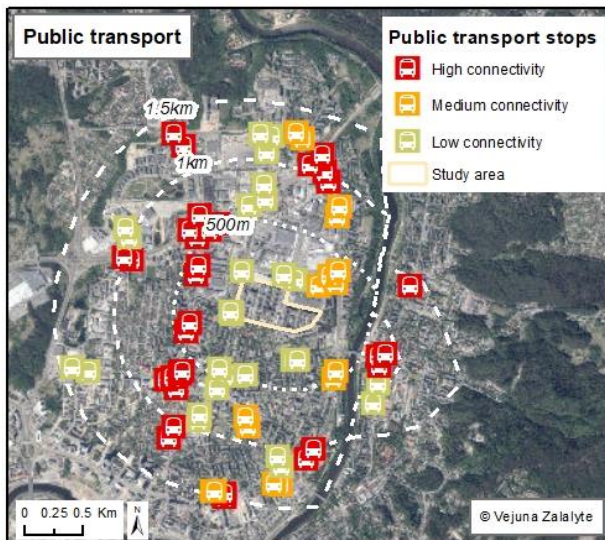 Public transport
Public transport stops
High connectivity
Medium connectivity
Low connectivity
Study area
1.5km
1km
500m
0 0.25 0.5 Km
N
© Vejuna Zalalyte